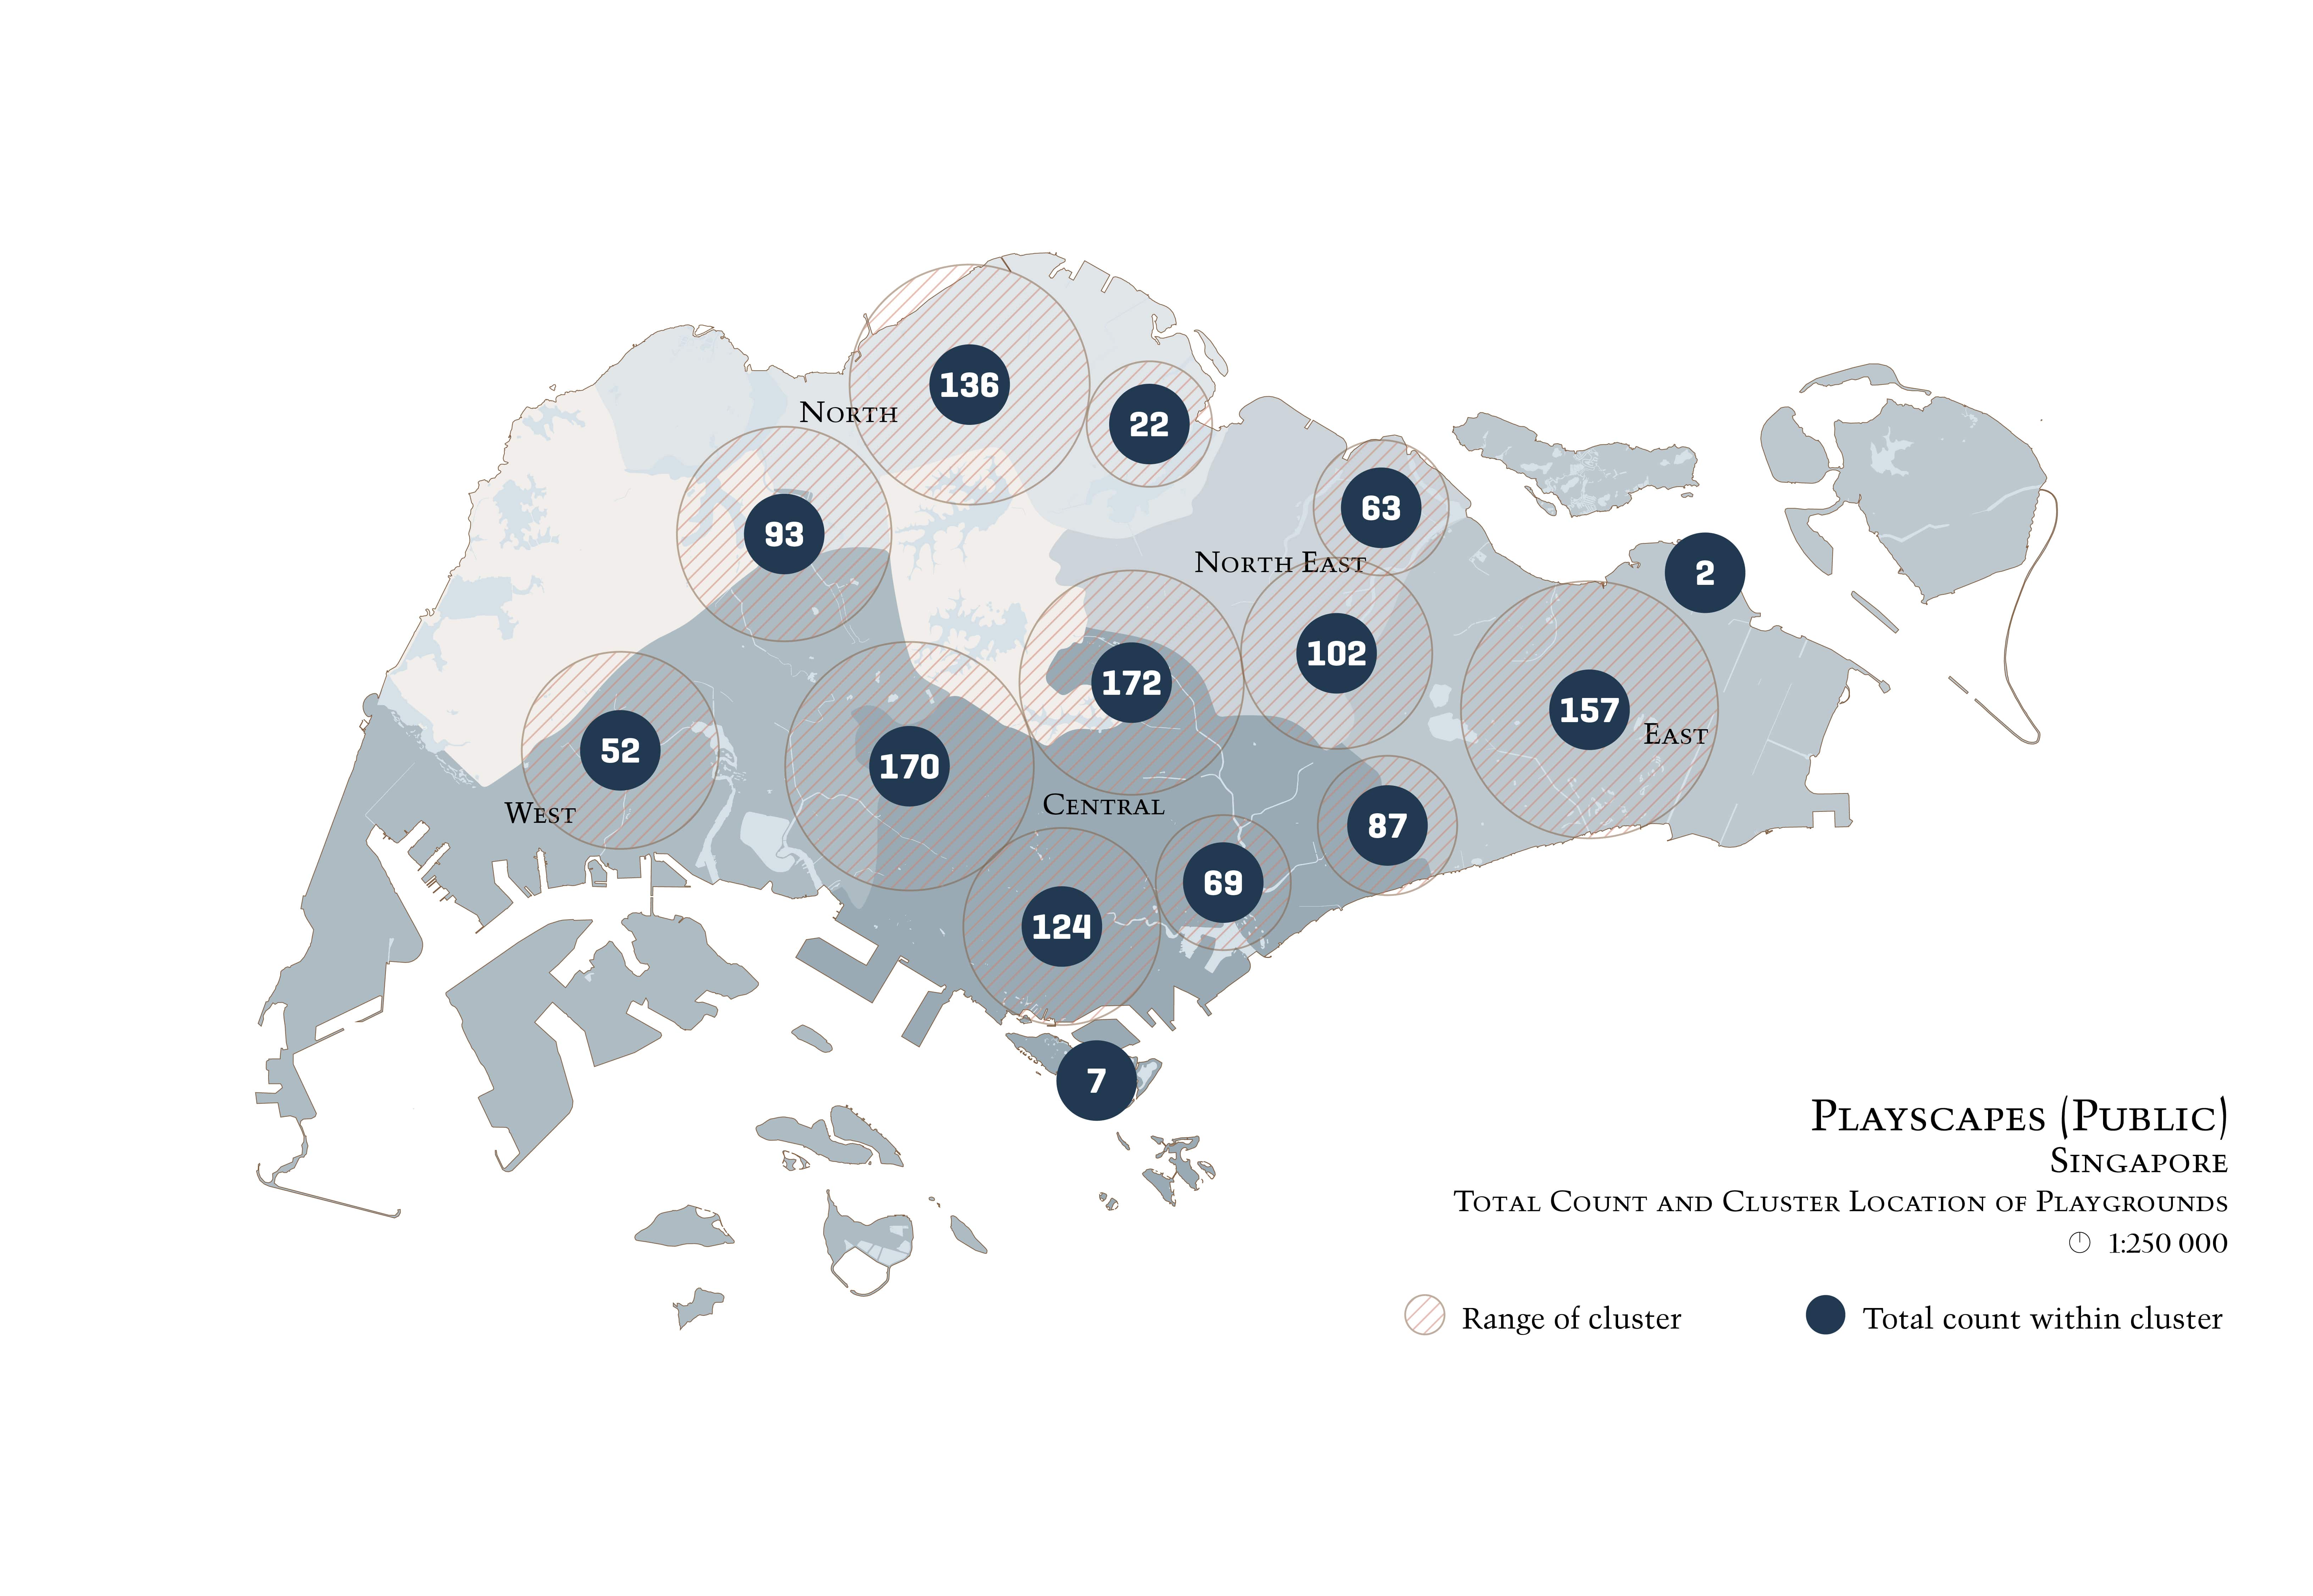 136
North
22
93
63
North East
2
102
172
157
East
52
170
West
Central
87
69
124
7
Playscapes (Public)
Singapore
Total Count and Cluster Location of Playgrounds
1:250 000
Range of cluster
Total count within cluster